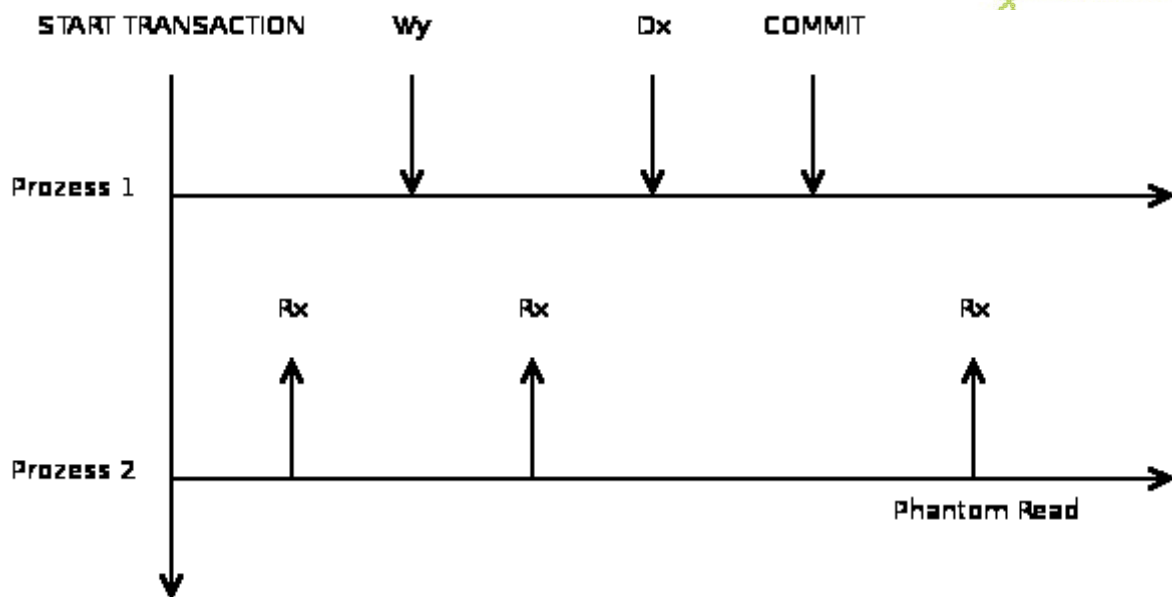 START TRANSACTION Wy Dx COMMIT
Prozess 1
Rx Rx Rx
Prozess 2
Phantom Read